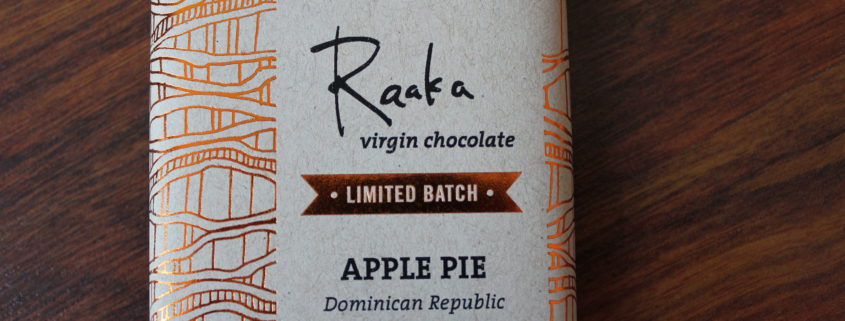 Raaka
virgin chocolate
• LIMITED BATCH •
APPLE PIE
Dominican Republic